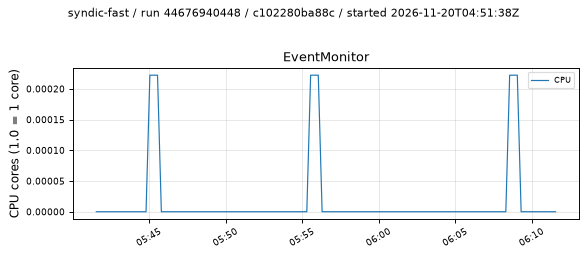 syndic-fast / run 44676940448 / c102280ba88c / started 2026-11-20T04:51:38Z
EventMonitor
CPU cores (1.0 = 1 core)
0.00020
0.00015
0.00010
0.00005
0.00000
CPU
05:45
05:50
05:55
06:00
06:05
06:10